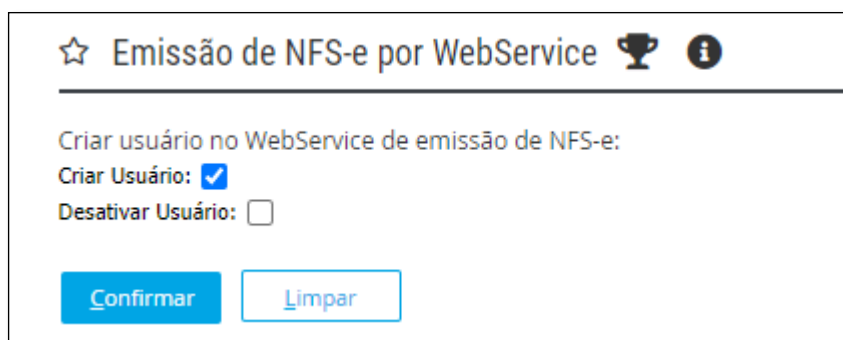 Emissão de NFS-e por WebService
Criar usuário no WebService de emissão de NFS-e:
Criar Usuário:
Desativar Usuário:
Confirmar Limpar